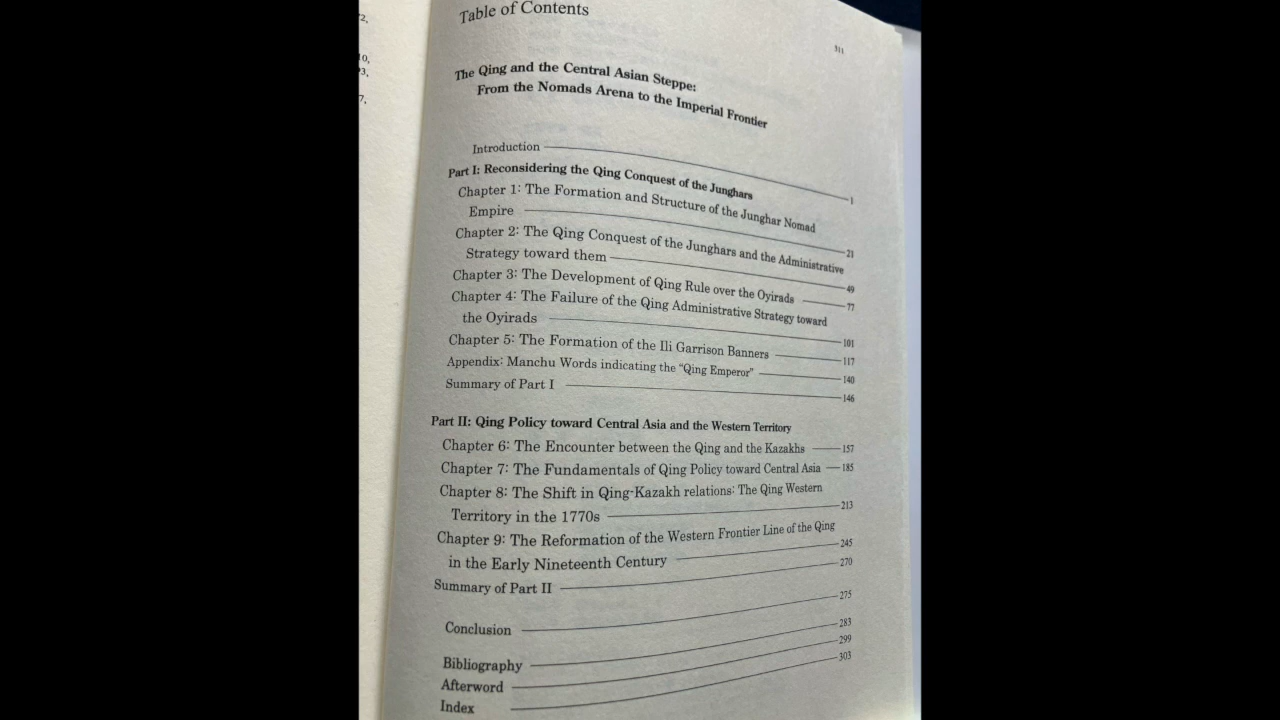 2,
0,
3,
7,
Table of Contents
311
The Qing and the Central Asian Steppe:
From the Nomads Arena to the Imperial Frontier
Introduction 1
Part I: Reconsidering the Qing Conquest of the Junghars
Chapter 1: The Formation and Structure of the Junghar Nomad
Empire 21
Chapter 2: The Qing Conquest of the Junghars and the Administrative
Strategy toward them 49
Chapter 3: The Development of Qing Rule over the Oyirads 77
Chapter 4: The Failure of the Qing Administrative Strategy toward
the Oyirads 101
Chapter 5: The Formation of the Ili Garrison Banners 117
Appendix: Manchu Words indicating the “Qing Emperor” 140
Summary of Part I 146
Part II: Qing Policy toward Central Asia and the Western Territory
Chapter 6: The Encounter between the Qing and the Kazakhs 157
Chapter 7: The Fundamentals of Qing Policy toward Central Asia 185
Chapter 8: The Shift in Qing-Kazakh relations: The Qing Western
Territory in the 1770s 213
Chapter 9: The Reformation of the Western Frontier Line of the Qing
in the Early Nineteenth Century 245
Summary of Part II 270
Conclusion 275
Bibliography 283
Afterword 299
Index 303